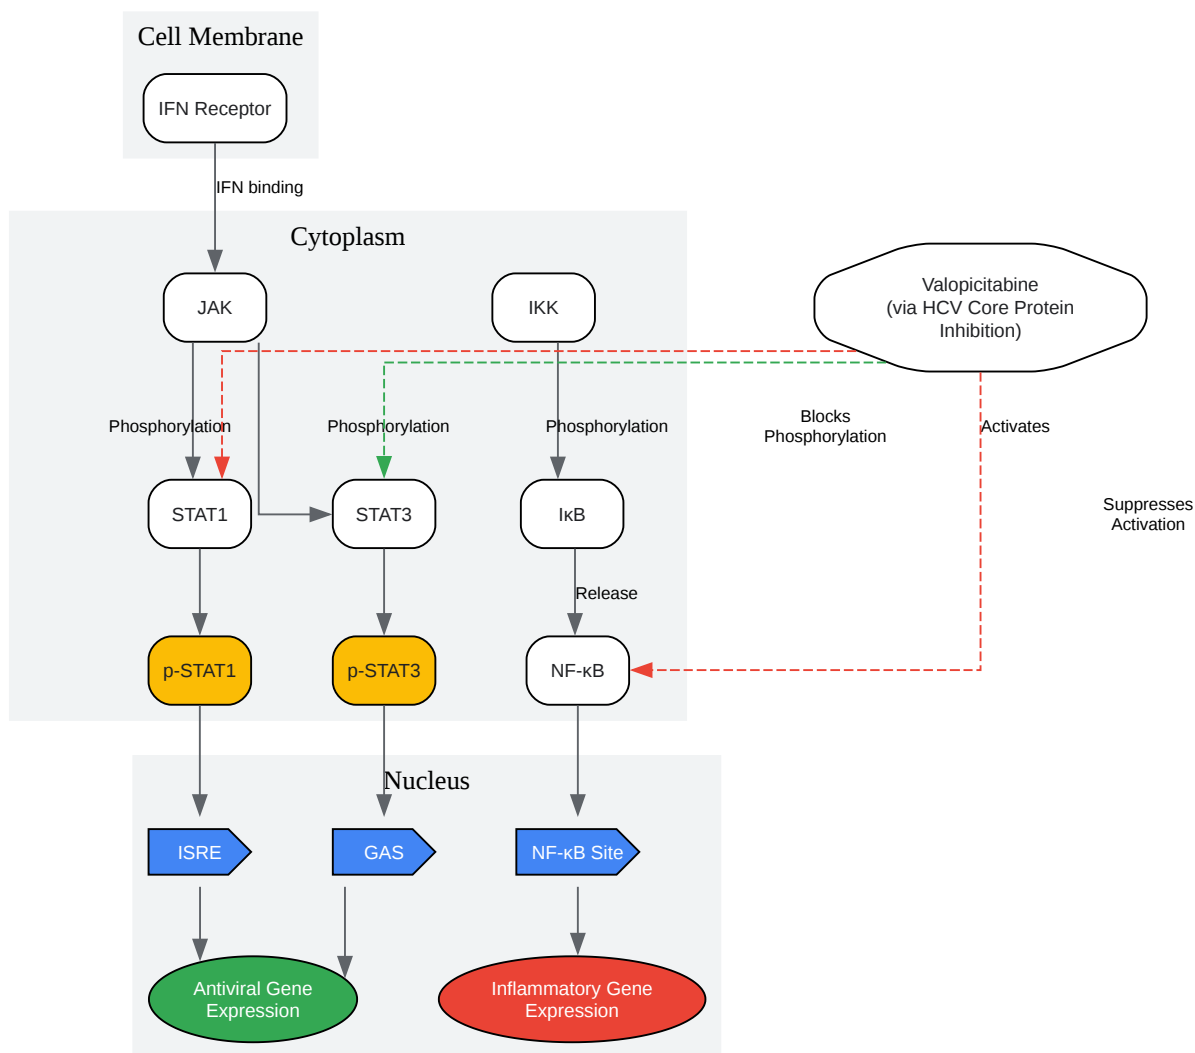 Cell Membrane
IFN Receptor
IFN binding
Cytoplasm
JAK
IKK
Valopicitabine
(via HCV Core Protein
Inhibition)
Phosphorylation
Phosphorylation
Phosphorylation
Blocks
Phosphorylation
Activates
Suppresses
Activation
STAT1
STAT3
IκB
Release
p-STAT1
p-STAT3
NF-κB
Nucleus
ISRE
GAS
NF-κB Site
Antiviral Gene
Expression
Inflammatory Gene
Expression